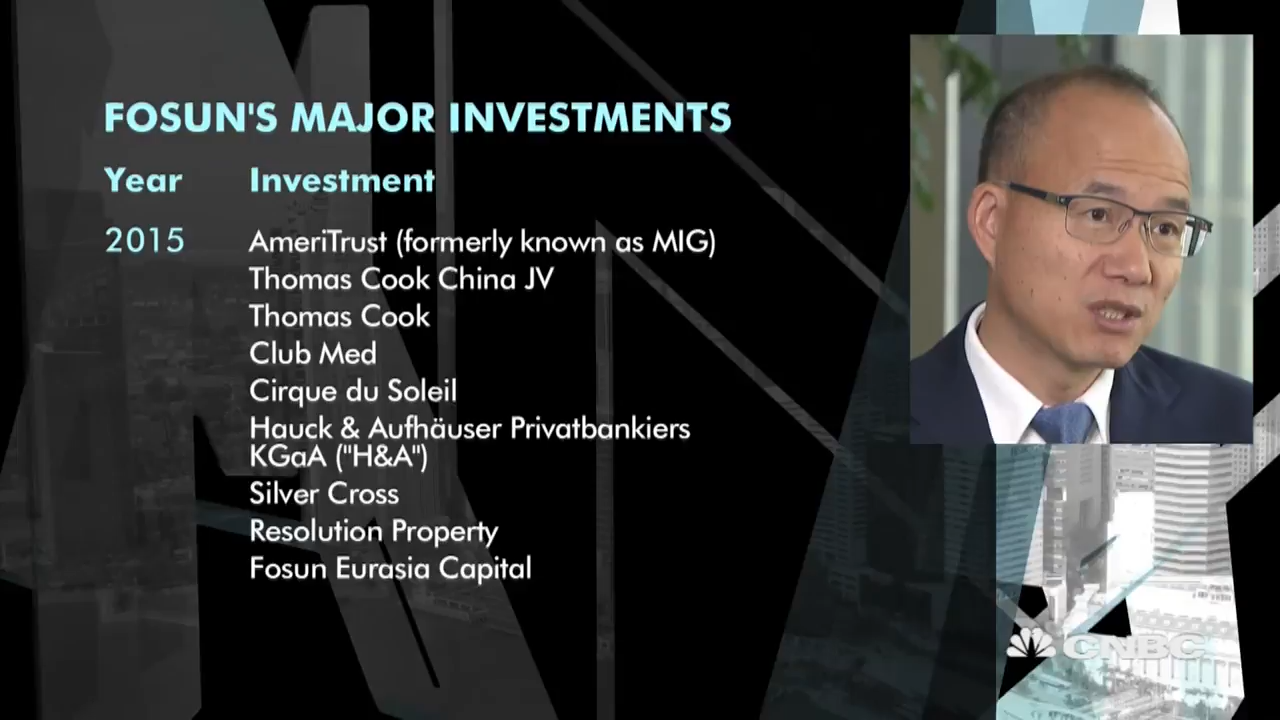 FOSUN'S MAJOR INVESTMENTS
Year Investment
2015 AmeriTrust (formerly known as MIG)
Thomas Cook China JV
Thomas Cook
Club Med
Cirque du Soleil
Hauck & Aufhäuser Privatbankiers
KGaA ("H&A")
Silver Cross
Resolution Property
Fosun Eurasia Capital
CNBC